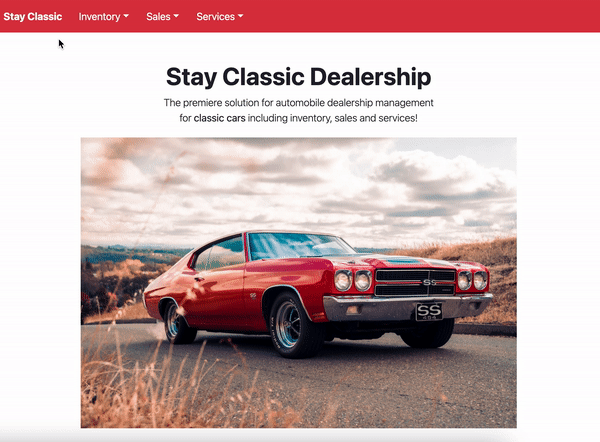 Stay Classic Inventory Sales Services
Stay Classic Dealership
The premiere solution for automobile dealership management
for classic cars including inventory, sales and services!
SS
SS
SS